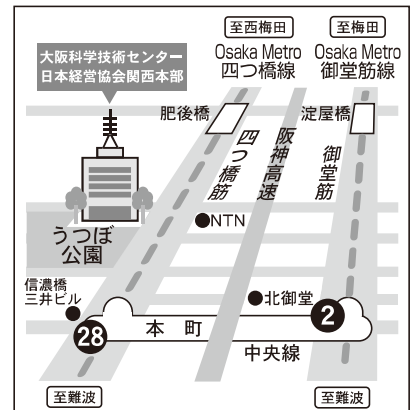 至西梅田
至梅田
Osaka Metro
四つ橋線
Osaka Metro
御堂筋線
大阪科学技術センター
日本経営協会関西本部
肥後橋
淀屋橋
四つ橋筋
阪神高速
御堂筋
NTN
うつぼ
公園
信濃橋
三井ビル
北御堂
28
本町
2
中央線
至難波
至難波